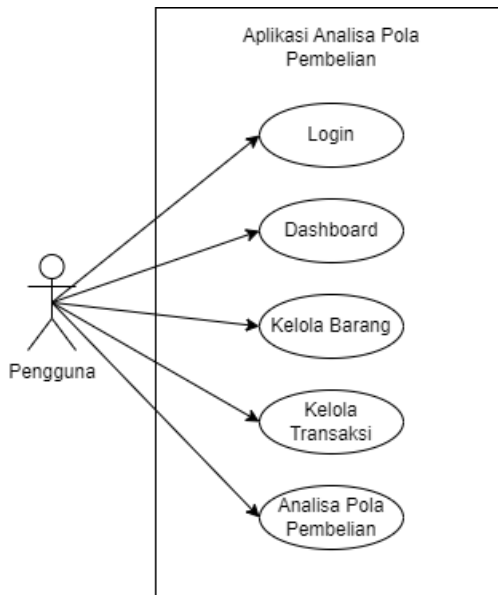 Aplikasi Analisa Pola
Pembelian
Login
Dashboard
Kelola Barang
Pengguna
Kelola
Transaksi
Analisa Pola
Pembelian